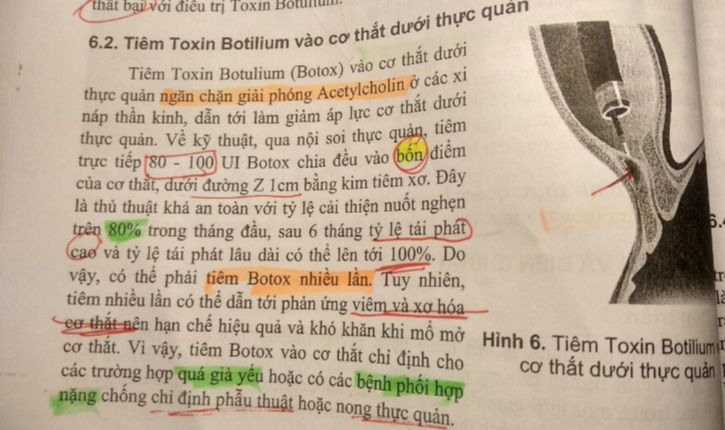 thất bại với điều trị Toxin Botulium.
6.2. Tiêm Toxin Botilium vào cơ thắt dưới thực quản
Tiêm Toxin Botulium (Botox) vào cơ thắt dưới
thực quản ngăn chặn giải phóng Acetylcholin ở các xi
náp thần kinh, dẫn tới làm giảm áp lực cơ thắt dưới
thực quản. Về kỹ thuật, qua nội soi thực quản, tiêm
trực tiếp 80 - 100 UI Botox chia đều vào bốn điểm
của cơ thắt, dưới đường Z 1cm bằng kim tiêm xơ. Đây
là thủ thuật khá an toàn với tỷ lệ cải thiện nuốt nghẹn
trên 80% trong tháng đầu, sau 6 tháng tỷ lệ tái phát
cao và tỷ lệ tái phát lâu dài có thể lên tới 100%. Do
vậy, có thể phải tiêm Botox nhiều lần. Tuy nhiên,
tiêm nhiều lần có thể dẫn tới phản ứng viêm và xơ hóa
cơ thắt nên hạn chế hiệu quả và khó khăn khi mổ mở
cơ thắt. Vì vậy, tiêm Botox vào cơ thắt chỉ định cho
các trường hợp quá già yếu hoặc có các bệnh phối hợp
nặng chống chỉ định phẫu thuật hoặc nong thực quản.
Hình 6. Tiêm Toxin Botilium
cơ thắt dưới thực quản
6.